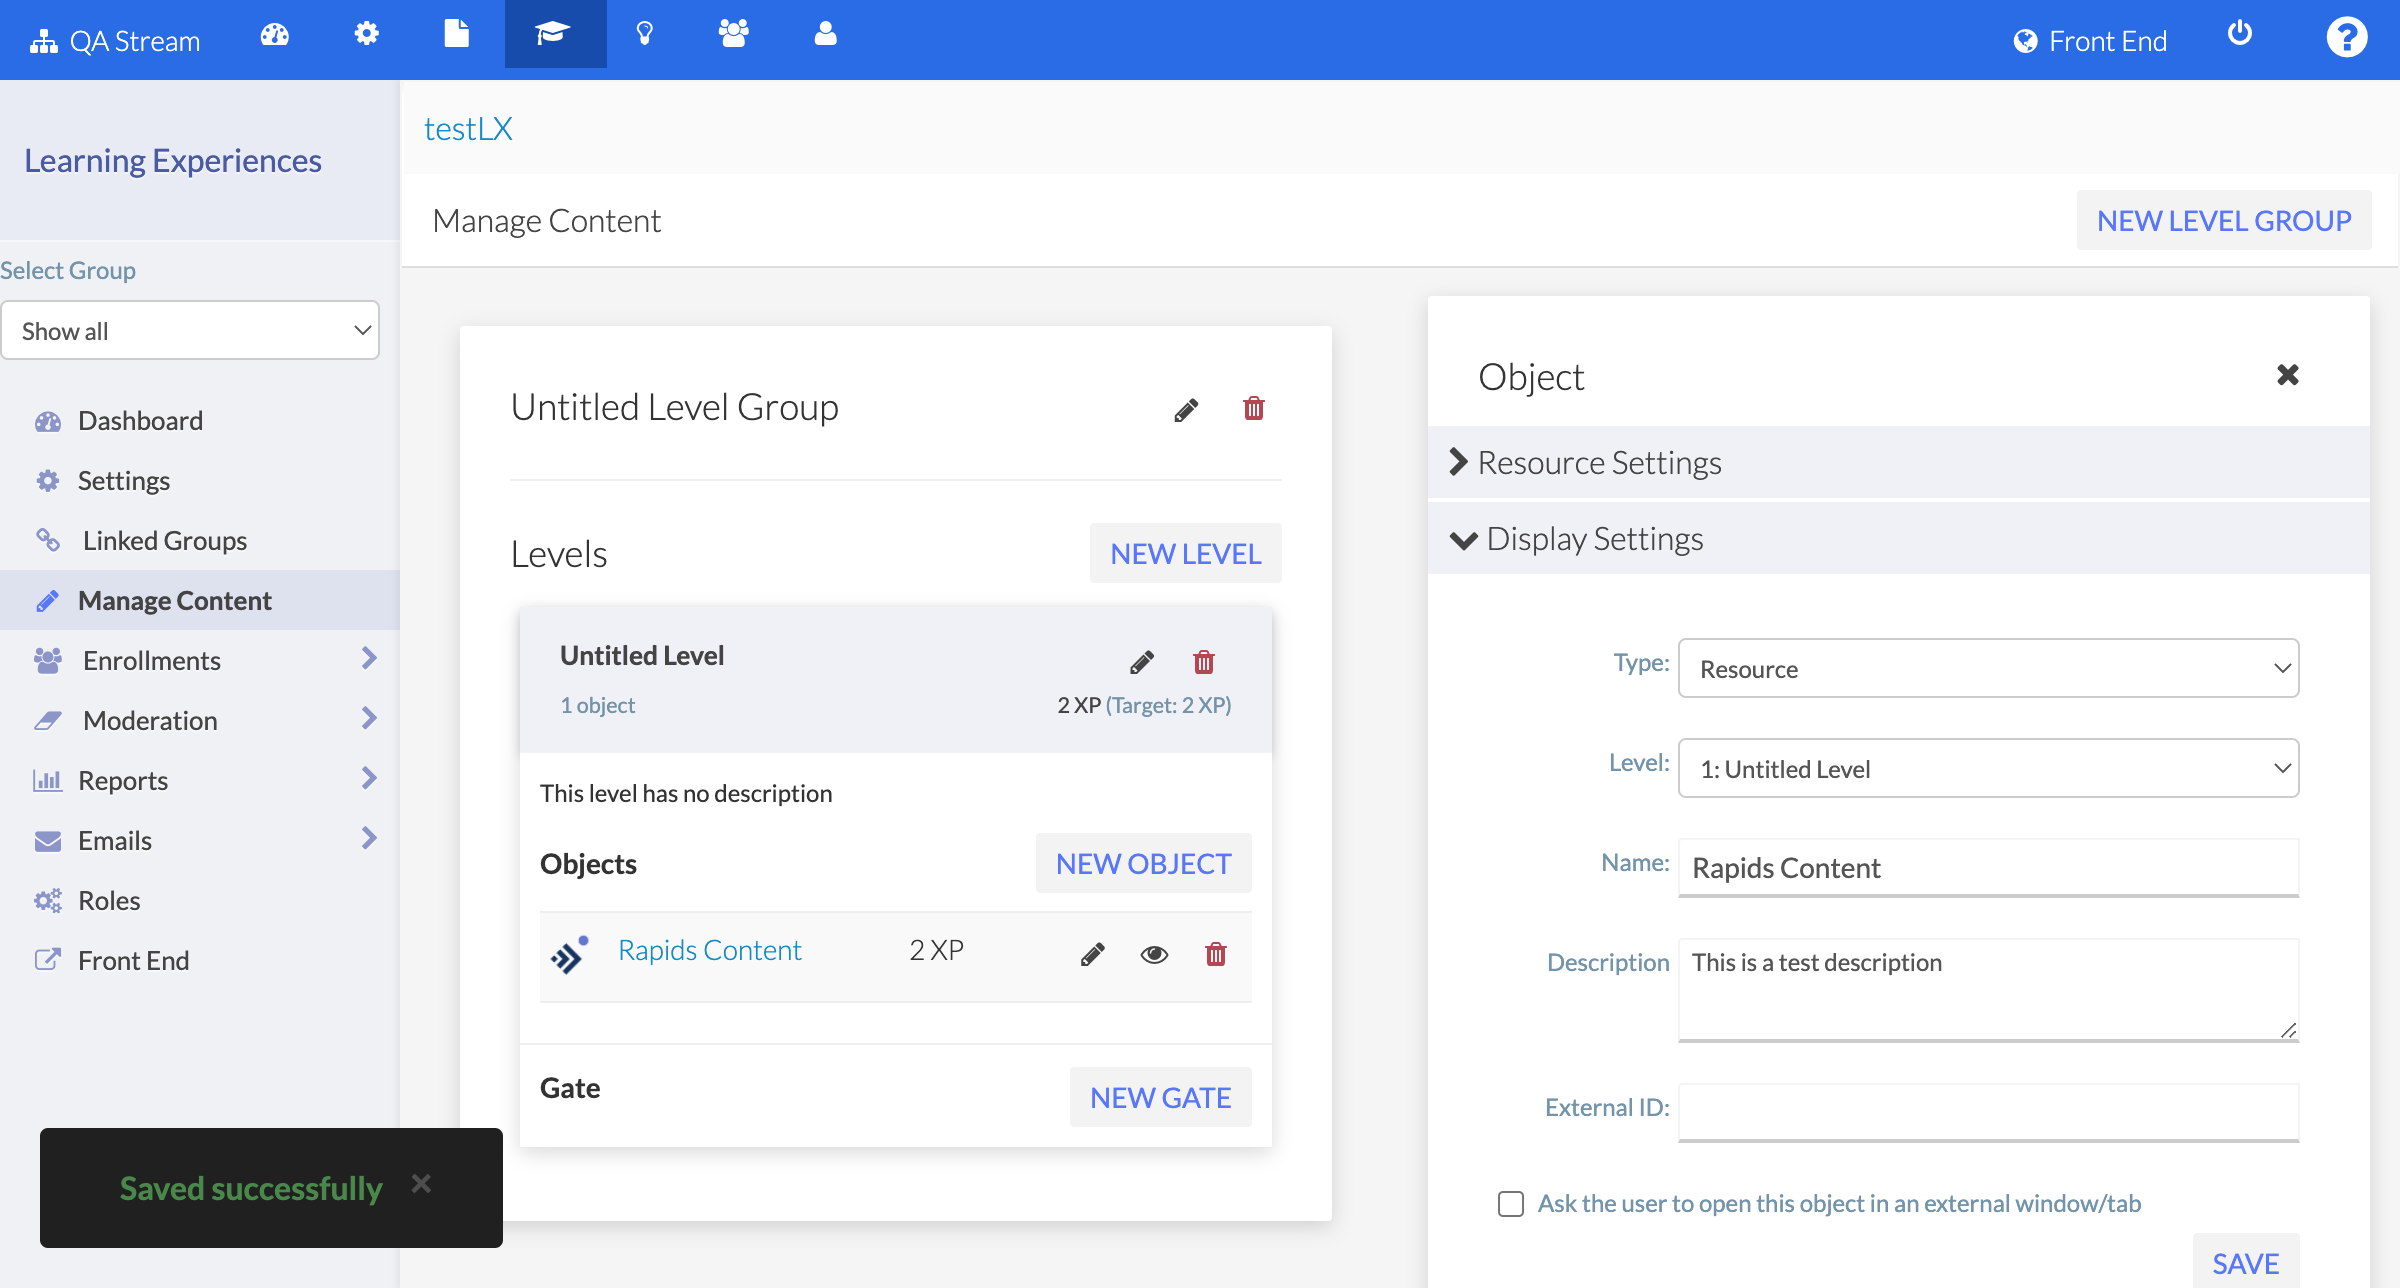 QA Stream
Front End
Learning Experiences
Select Group
Show all
Dashboard
Settings
Linked Groups
Manage Content
Enrollments
Moderation
Reports
Emails
Roles
Front End
testLX
Manage Content
NEW LEVEL GROUP
Untitled Level Group
Levels
NEW LEVEL
Untitled Level
1 object
2 XP (Target: 2 XP)
This level has no description
Objects
NEW OBJECT
Rapids Content
2 XP
Gate
NEW GATE
Object
Resource Settings
Display Settings
Type:
Resource
Level:
1: Untitled Level
Name:
Rapids Content
Description
This is a test description
External ID:
Ask the user to open this object in an external window/tab
SAVE
Saved successfully